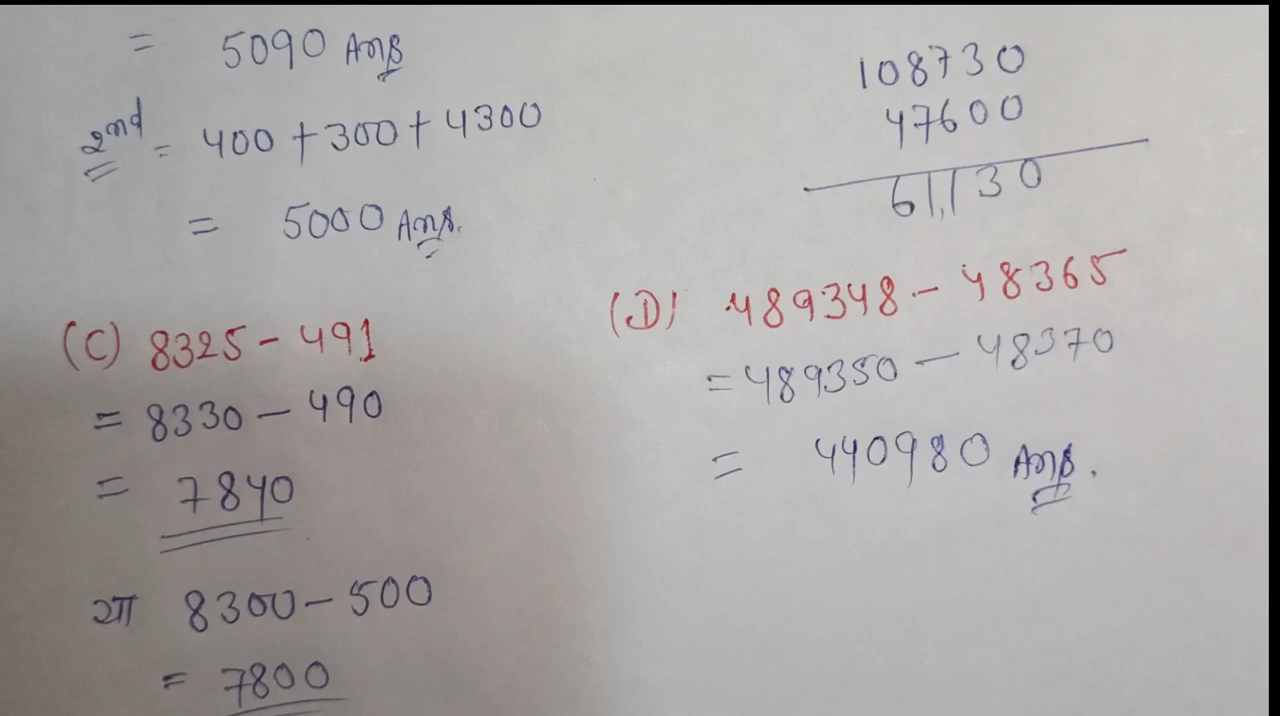 = 5090 Ans
2nd = 400 + 300 + 4300
= 5000 Ans.
(C) 8325 - 491
= 8330 - 490
= 7840
या 8300 - 500
= 7800
108730
47600
61,130
(D) 489348 - 48365
= 489350 - 48370
= 440980 Ans.